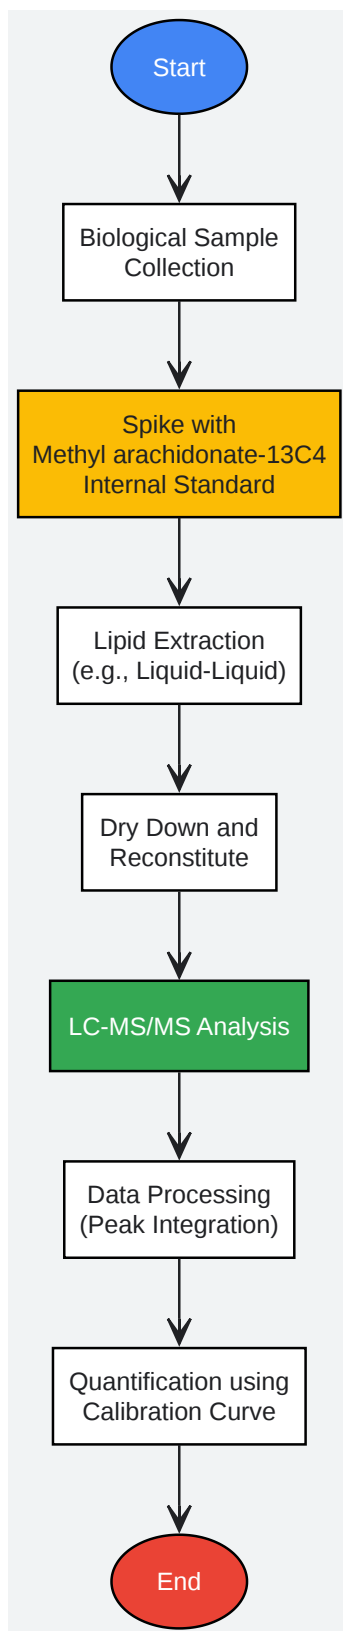 Start
Biological Sample
Collection
Spike with
Methyl arachidonate-13C4
Internal Standard
Lipid Extraction
(e.g., Liquid-Liquid)
Dry Down and
Reconstitute
LC-MS/MS Analysis
Data Processing
(Peak Integration)
Quantification using
Calibration Curve
End